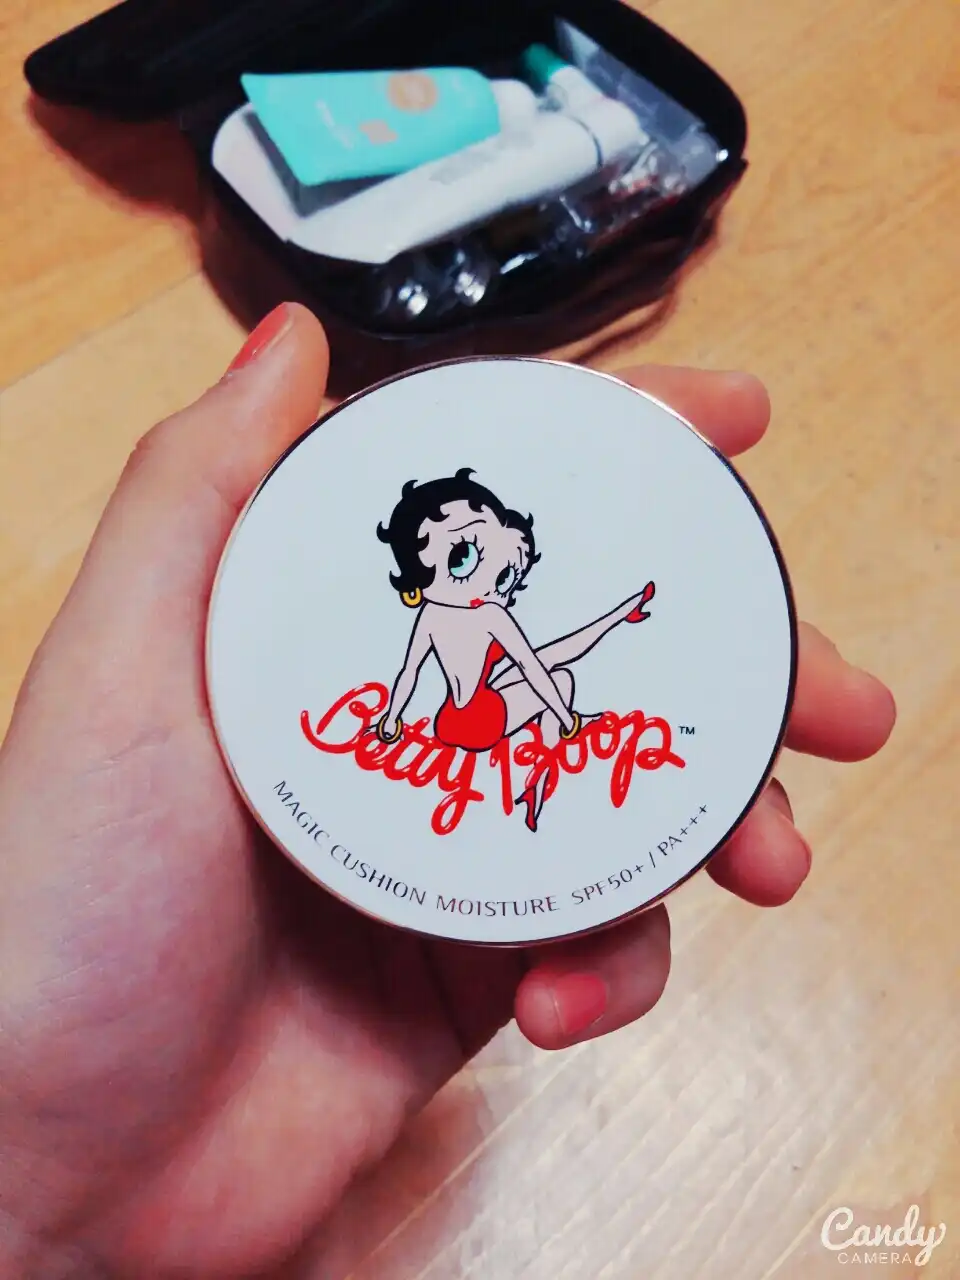 Betty Boop™
MAGIC CUSHION MOISTURE SPF50+ / PA+++
Candy
CAMERA